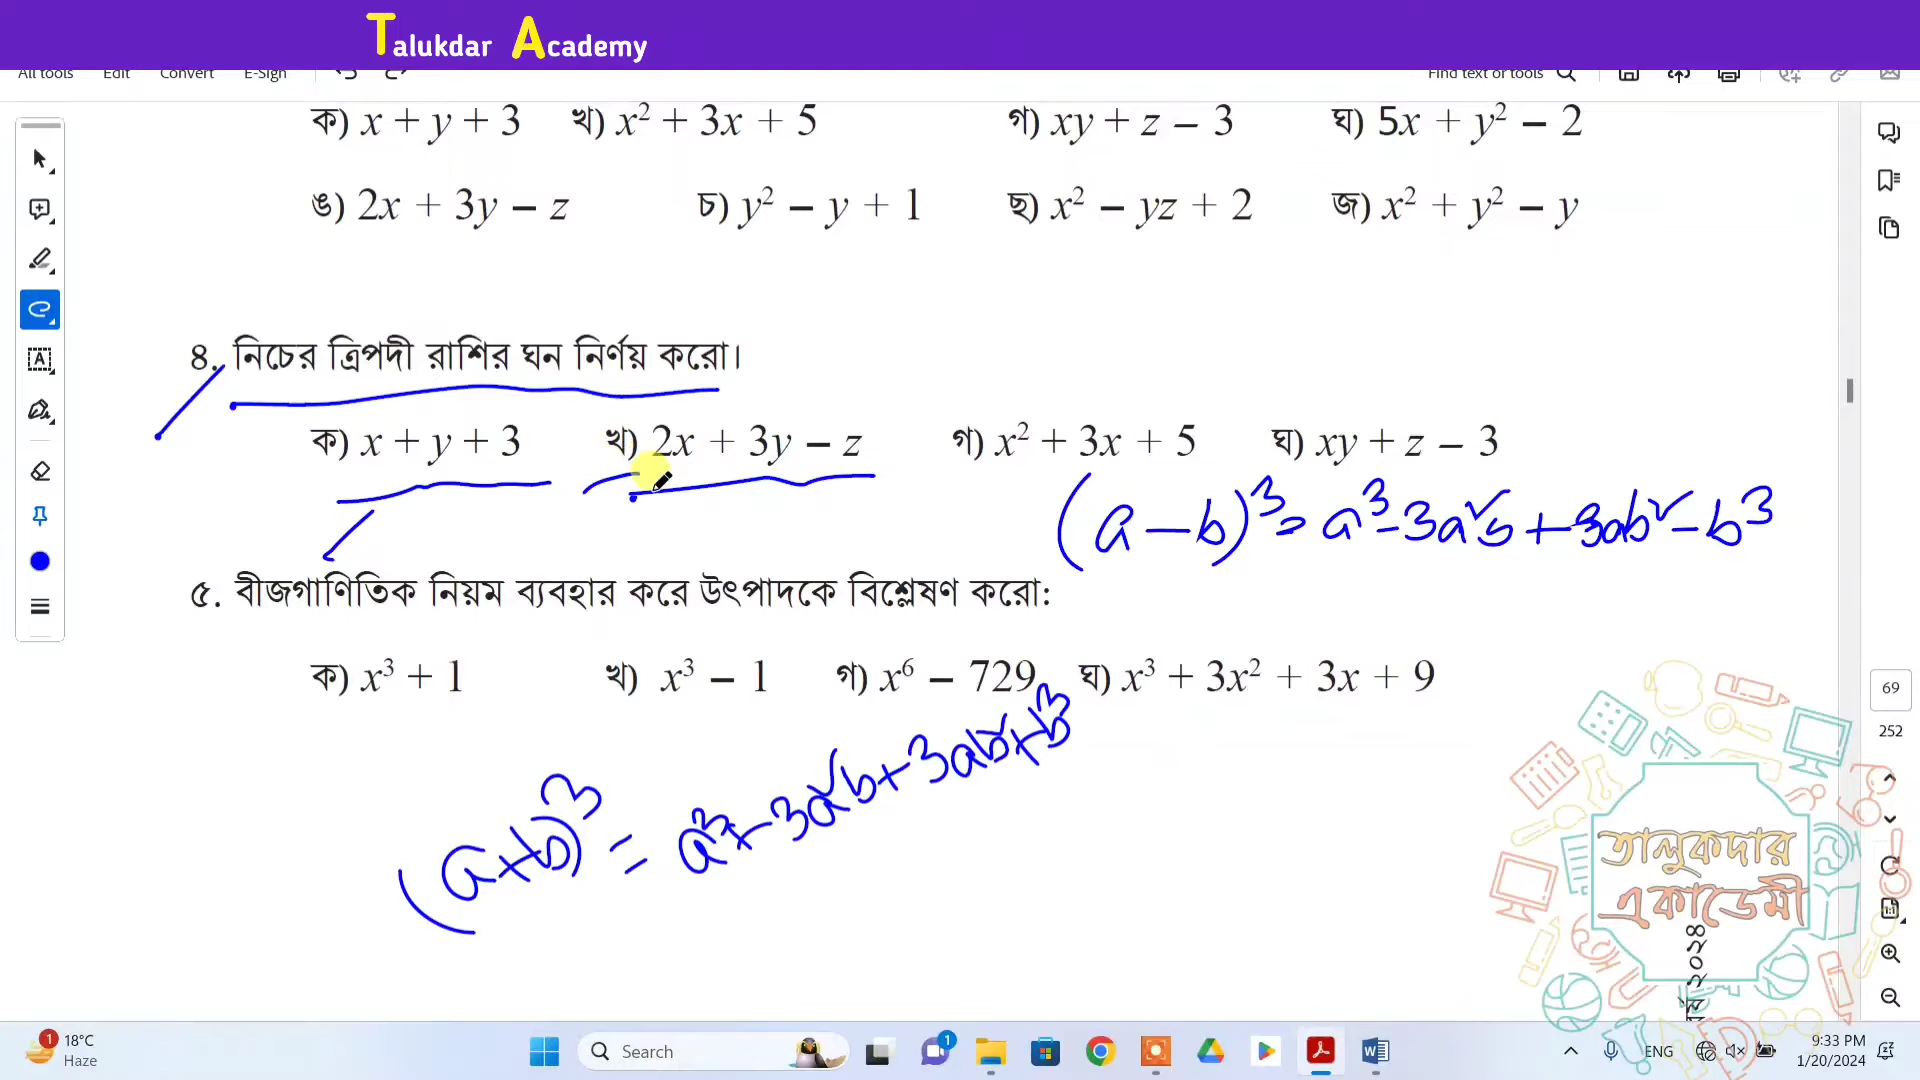 Talukdar Academy
All tools Edit Convert E-Sign Find text or tools
ক) x + y + 3 খ) x² + 3x + 5 গ) xy + z – 3 ঘ) 5x + y² – 2
ঙ) 2x + 3y – z চ) y² – y + 1 ছ) x² – yz + 2 জ) x² + y² – y
৪. নিচের ত্রিপদী রাশির ঘন নির্ণয় করো।
ক) x + y + 3 খ) 2x + 3y – z গ) x² + 3x + 5 ঘ) xy + z – 3
(a – b)³ = a³ – 3a²b + 3ab² – b³
৫. বীজগাণিতিক নিয়ম ব্যবহার করে উৎপাদকে বিশ্লেষণ করো:
ক) x³ + 1 খ) x³ – 1 গ) x⁶ – 729 ঘ) x³ + 3x² + 3x + 9
(a+b)³ = a³+3a²b+3ab²+b³
69
252
তালুকদার
একাডেমী
২০২৪
1
18°C
Haze
Search
1
ENG
9:33 PM
1/20/2024